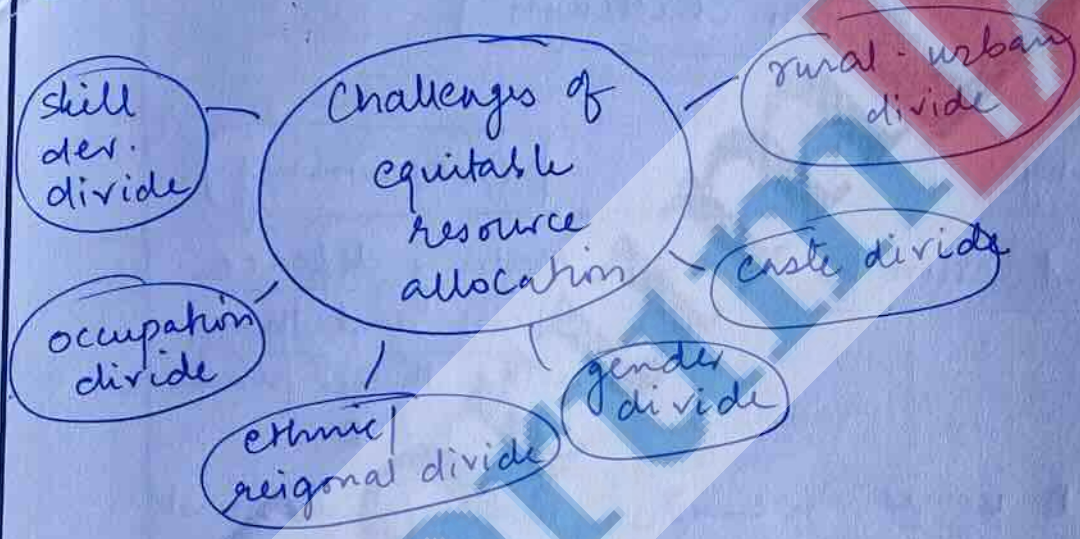 Challenges of
equitable
resource
allocation
rural-urban
divide
caste divide
gender
divide
ethnic/
reigonal divide
occupation
divide
skill
dev.
divide